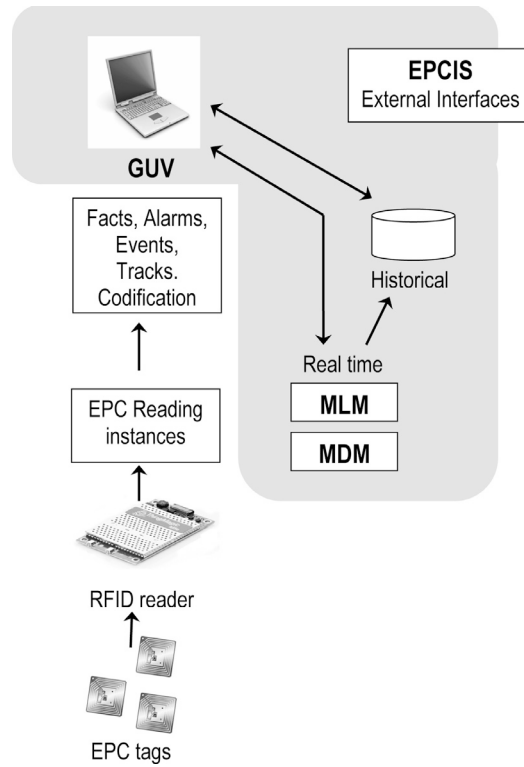 EPCIS
External Interfaces
GUV
Facts, Alarms,
Events,
Tracks.
Codification
Historical
Real time
MLM
MDM
EPC Reading
instances
RFID reader
EPC tags